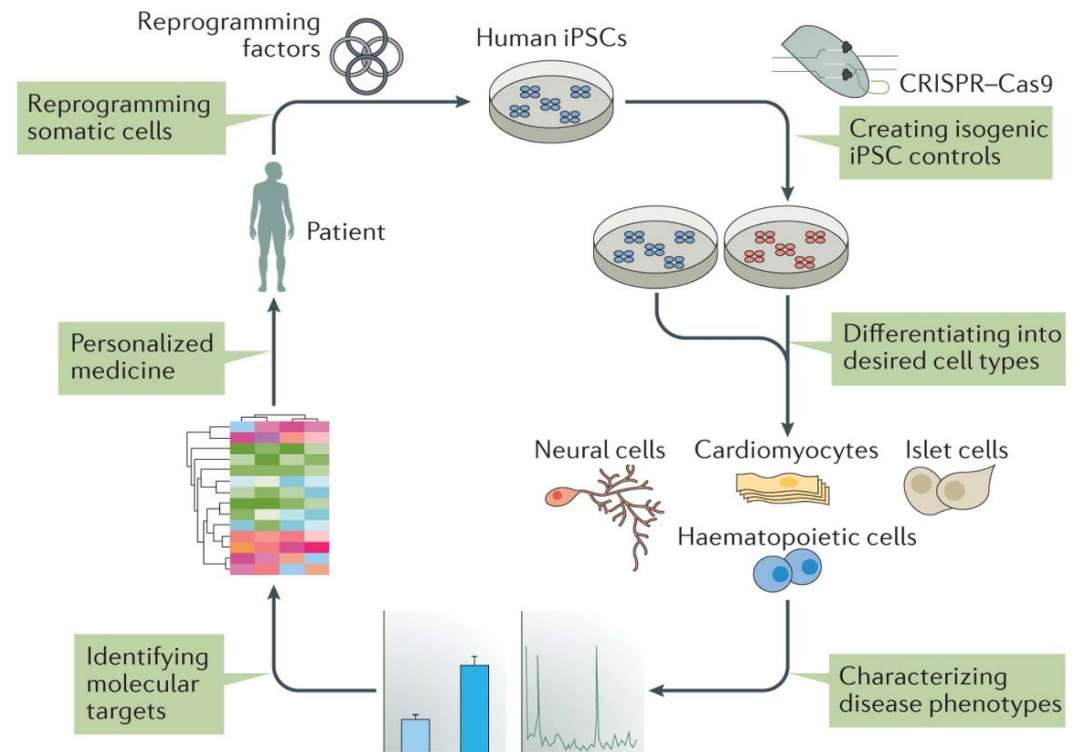 Reprogramming
factors
Human iPSCs
CRISPR–Cas9
Reprogramming
somatic cells
Creating isogenic
iPSC controls
Patient
Personalized
medicine
Differentiating into
desired cell types
Neural cells
Cardiomyocytes
Islet cells
Haematopoietic cells
Identifying
molecular
targets
Characterizing
disease phenotypes